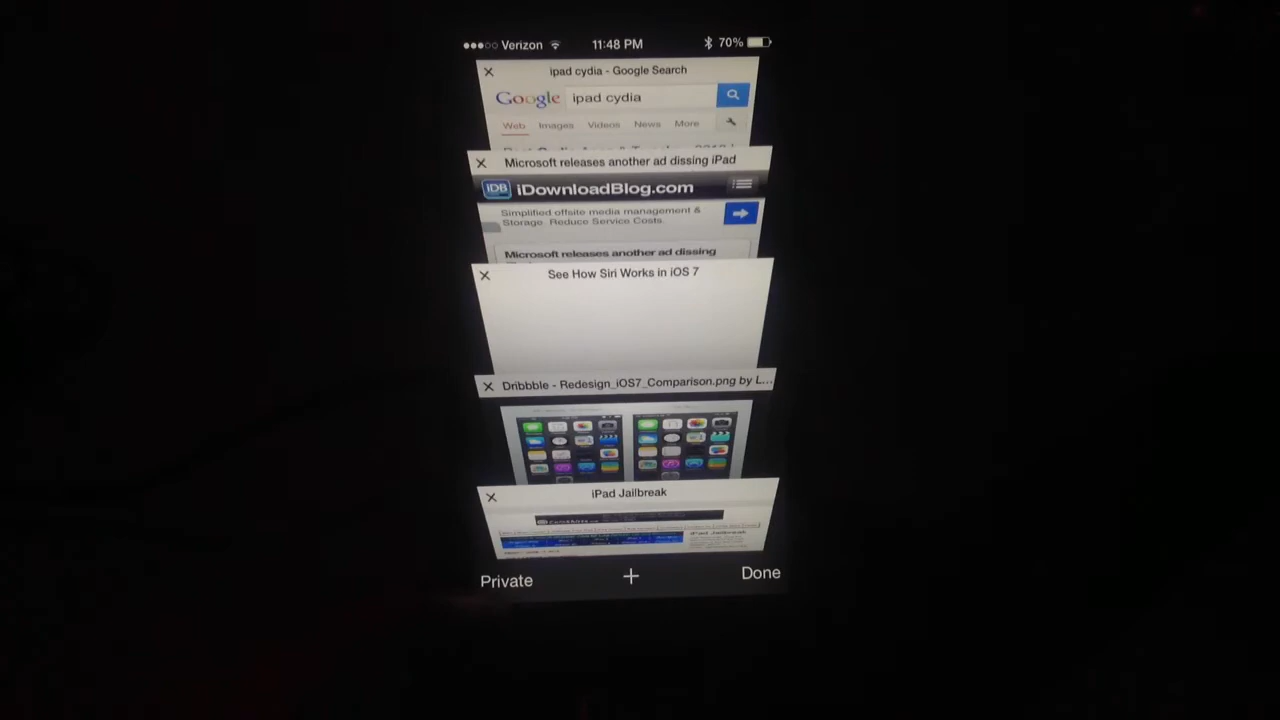 Verizon 11:48 PM 70%
ipad cydia - Google Search
Google ipad cydia
Web Images Videos News More
Microsoft releases another ad dissing iPad
iDB iDownloadBlog.com
Simplified offsite media management &
Storage. Reduce Service Costs.
Microsoft releases another ad dissing
See How Siri Works in iOS 7
Dribbble - Redesign_iOS7_Comparison.png by L...
iPad Jailbreak
iPad Jailbreak
Private + Done